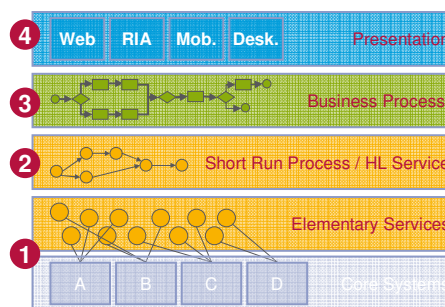 4 Web RIA Mob. Desk. Presentation
3 Business Process
2 Short Run Process / HL Service
Elementary Services
1
A B C D Core System